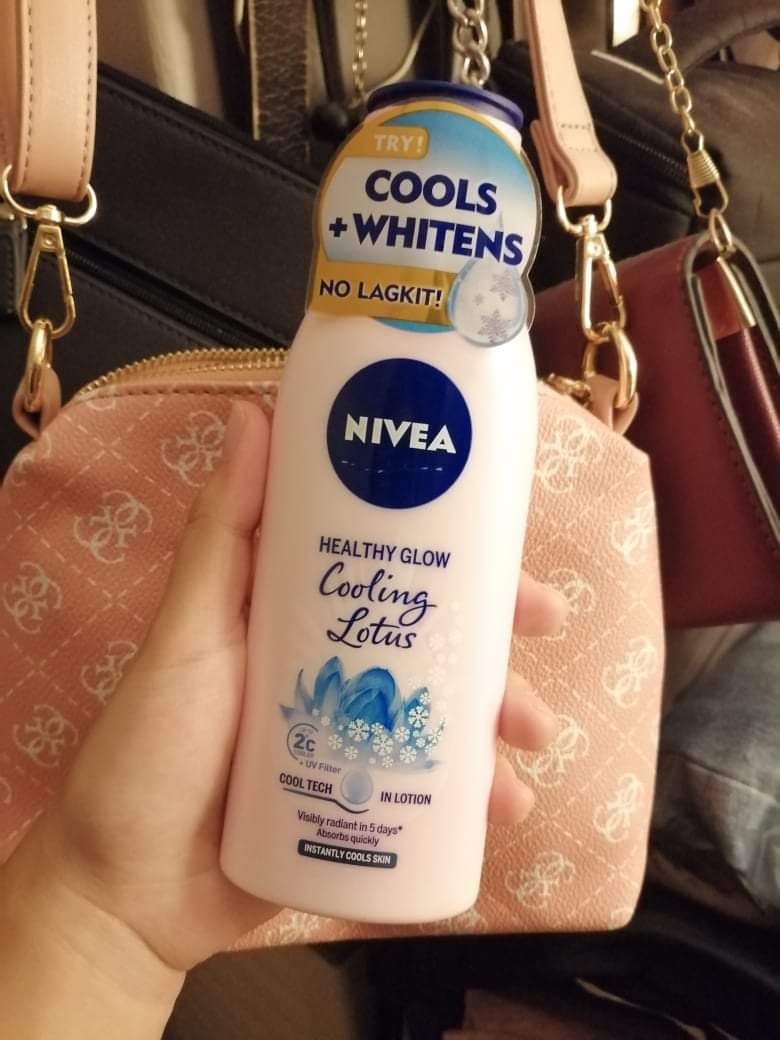 TRY!
COOLS
+WHITENS
NO LAGKIT!
NIVEA
HEALTHY GLOW
Cooling
Lotus
2c
+ UV Filter
COOL TECH IN LOTION
Visibly radiant in 5 days*
Absorbs quickly
INSTANTLY COOLS SKIN